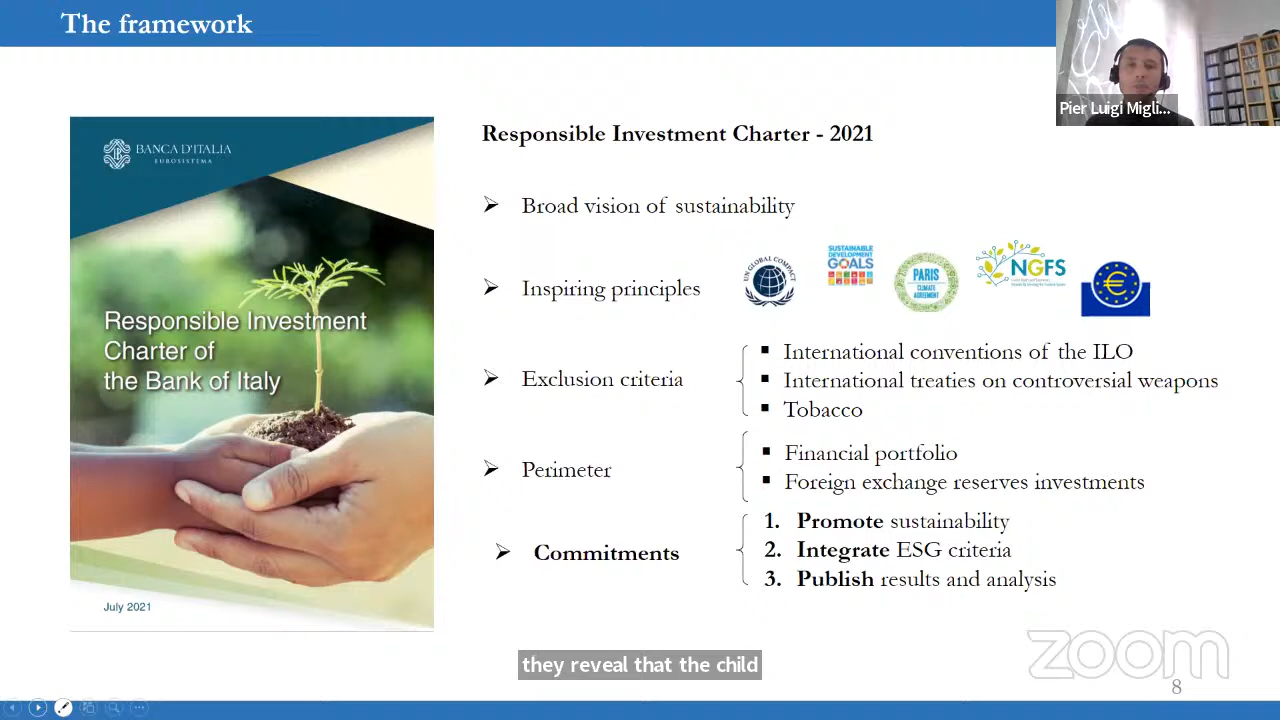 The framework
Pier Luigi Migli...
BANCA D'ITALIA
EUROSISTEMA
Responsible Investment
Charter of
the Bank of Italy
July 2021
Responsible Investment Charter - 2021
Broad vision of sustainability
Inspiring principles
UN GLOBAL COMPACT
SUSTAINABLE
DEVELOPMENT
GOALS
PARIS
CLIMATE
AGREEMENT
NGFS
Exclusion criteria
International conventions of the ILO
International treaties on controversial weapons
Tobacco
Perimeter
Financial portfolio
Foreign exchange reserves investments
Commitments
1. Promote sustainability
2. Integrate ESG criteria
3. Publish results and analysis
they reveal that the child
zoom
8